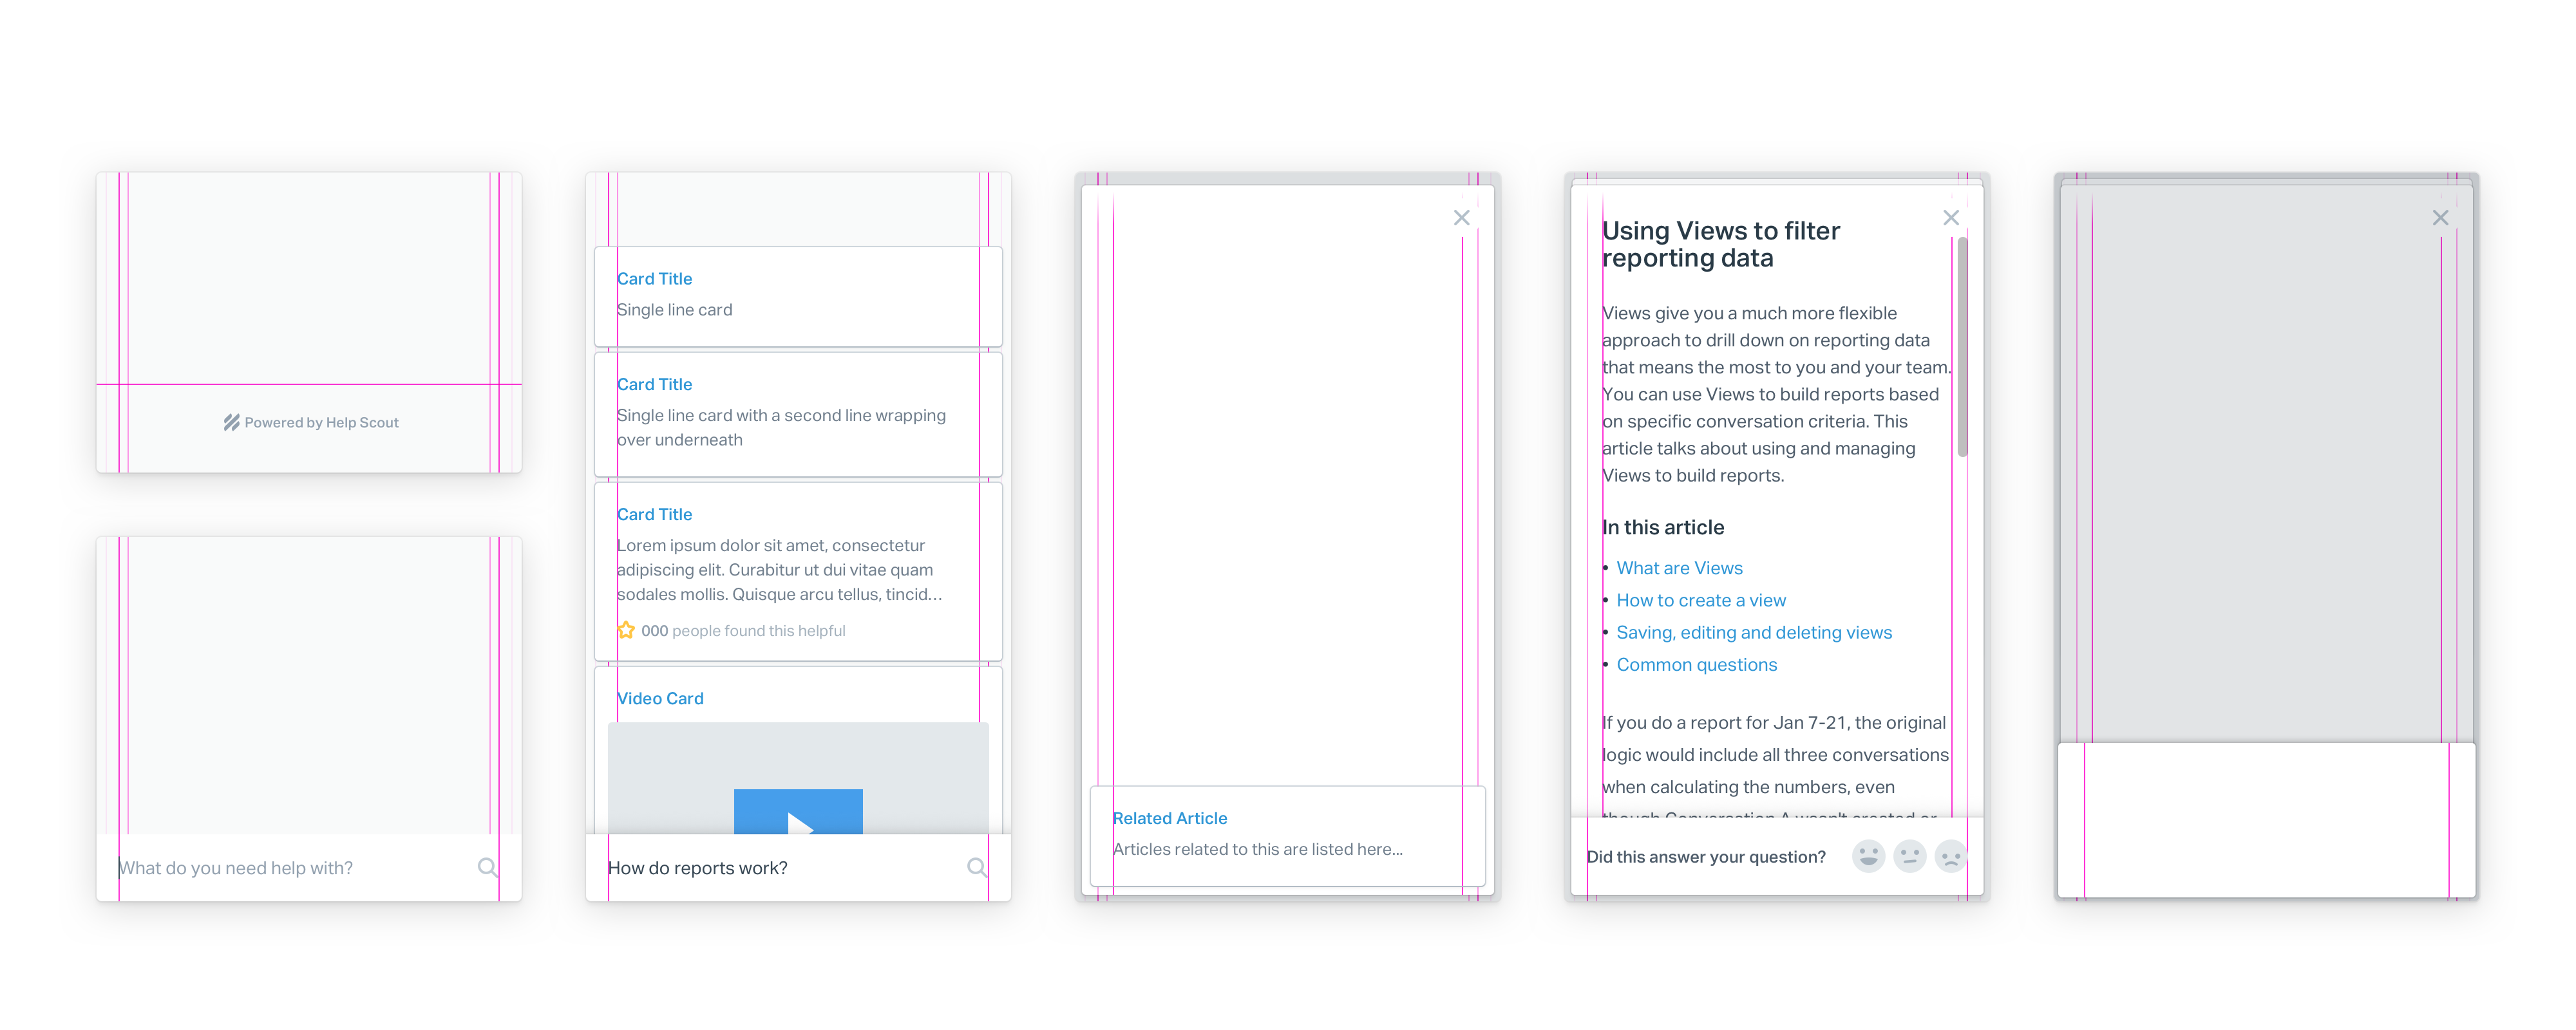 Powered by Help Scout
What do you need help with?
Card Title
Single line card
Card Title
Single line card with a second line wrapping
over underneath
Card Title
Lorem ipsum dolor sit amet, consectetur
adipiscing elit. Curabitur ut dui vitae quam
sodales mollis. Quisque arcu tellus, tincid...
000 people found this helpful
Video Card
How do reports work?
Related Article
Articles related to this are listed here...
Using Views to filter
reporting data
Views give you a much more flexible
approach to drill down on reporting data
that means the most to you and your team.
You can use Views to build reports based
on specific conversation criteria. This
article talks about using and managing
Views to build reports.
In this article
• What are Views
• How to create a view
• Saving, editing and deleting views
• Common questions
If you do a report for Jan 7-21, the original
logic would include all three conversations
when calculating the numbers, even
though Conversation A wasn't created or
Did this answer your question?